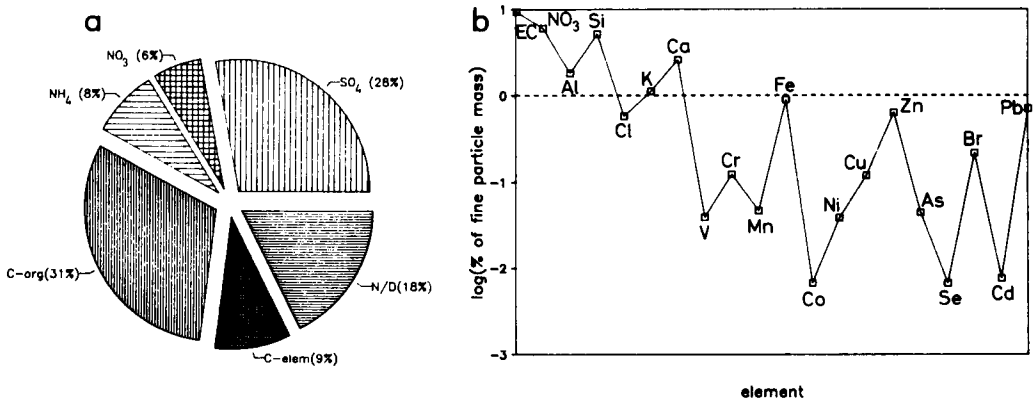 a
NO₃ (6%)
SO₄ (28%)
NH₄ (8%)
C-org(31%)
N/D(18%)
C-elem(9%)
b
log(% of fine particle mass)
1
0
-1
-2
-3
EC
NO₃
Al
Si
Cl
K
Ca
V
Cr
Mn
Fe
Co
Ni
Cu
Zn
As
Se
Br
Cd
Pb
element